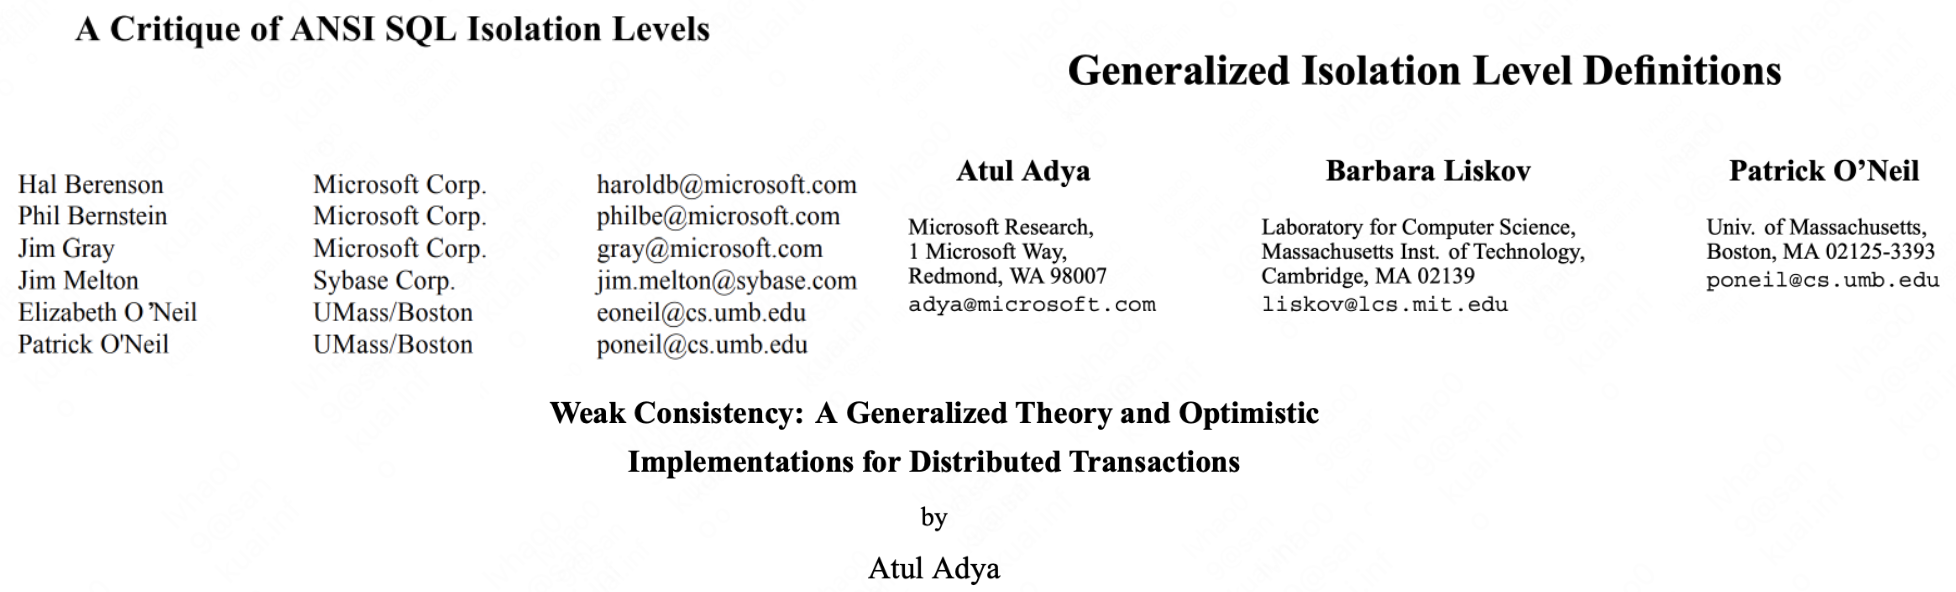 A Critique of ANSI SQL Isolation Levels
Hal Berenson Microsoft Corp. haroldb@microsoft.com
Phil Bernstein Microsoft Corp. philbe@microsoft.com
Jim Gray Microsoft Corp. gray@microsoft.com
Jim Melton Sybase Corp. jim.melton@sybase.com
Elizabeth O'Neil UMass/Boston eoneil@cs.umb.edu
Patrick O'Neil UMass/Boston poneil@cs.umb.edu
Generalized Isolation Level Definitions
Atul Adya
Microsoft Research,
1 Microsoft Way,
Redmond, WA 98007
adya@microsoft.com
Barbara Liskov
Laboratory for Computer Science,
Massachusetts Inst. of Technology,
Cambridge, MA 02139
liskov@lcs.mit.edu
Patrick O’Neil
Univ. of Massachusetts,
Boston, MA 02125-3393
poneil@cs.umb.edu
Weak Consistency: A Generalized Theory and Optimistic
Implementations for Distributed Transactions
by
Atul Adya